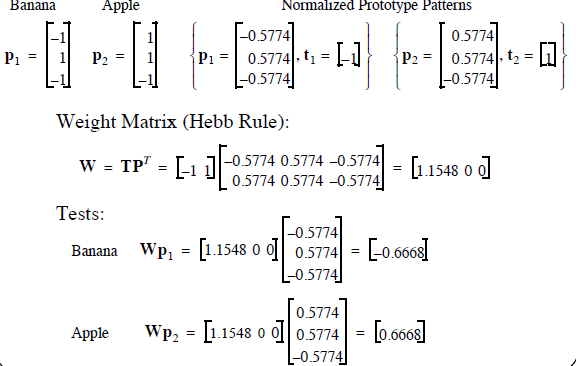 Banana Apple Normalized Prototype Patterns
p₁ = [–1 1 –1] p₂ = [1 1 –1] { p₁ = [–0.5774 0.5774 –0.5774], t₁ = [–1] } { p₂ = [0.5774 0.5774 –0.5774], t₂ = [1] }
Weight Matrix (Hebb Rule):
W = TPᵀ = [–1 1] [–0.5774 0.5774 –0.5774
0.5774 0.5774 –0.5774] = [1.1548 0 0]
Tests:
Banana Wp₁ = [1.1548 0 0] [–0.5774 0.5774 –0.5774] = [–0.6668]
Apple Wp₂ = [1.1548 0 0] [0.5774 0.5774 –0.5774] = [0.6668]